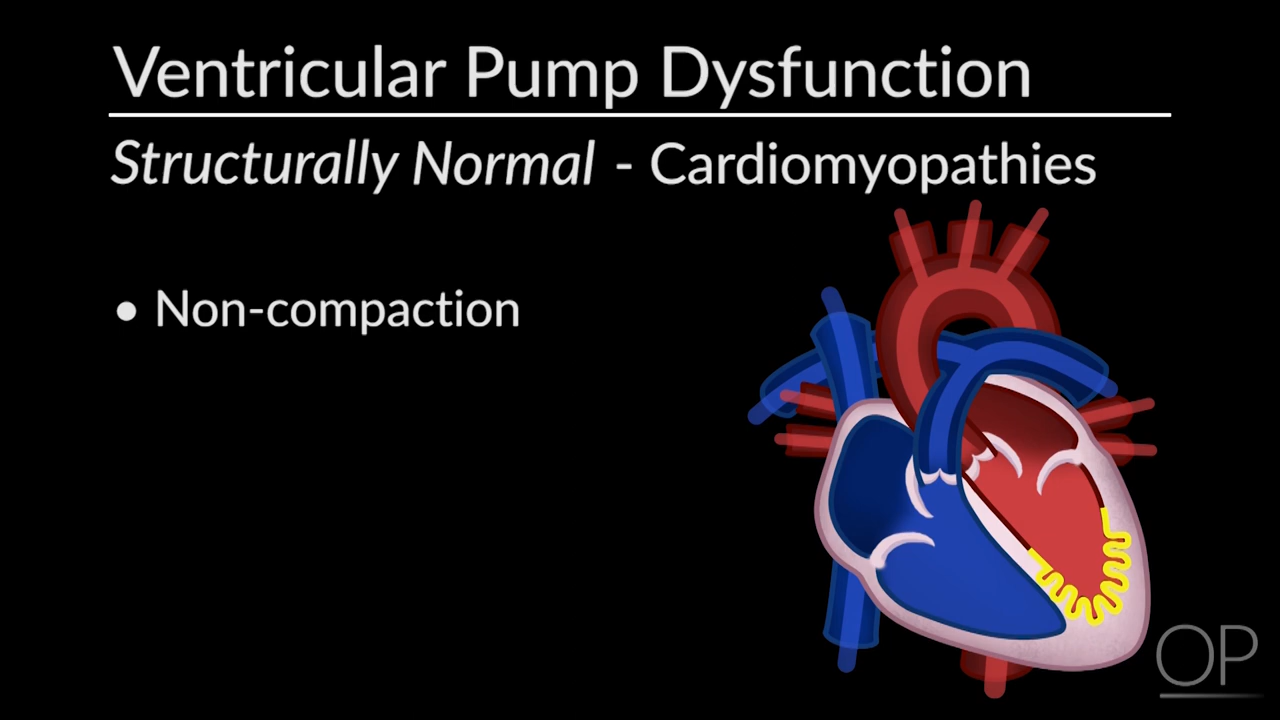 Ventricular Pump Dysfunction
Structurally Normal - Cardiomyopathies
• Non-compaction
OP